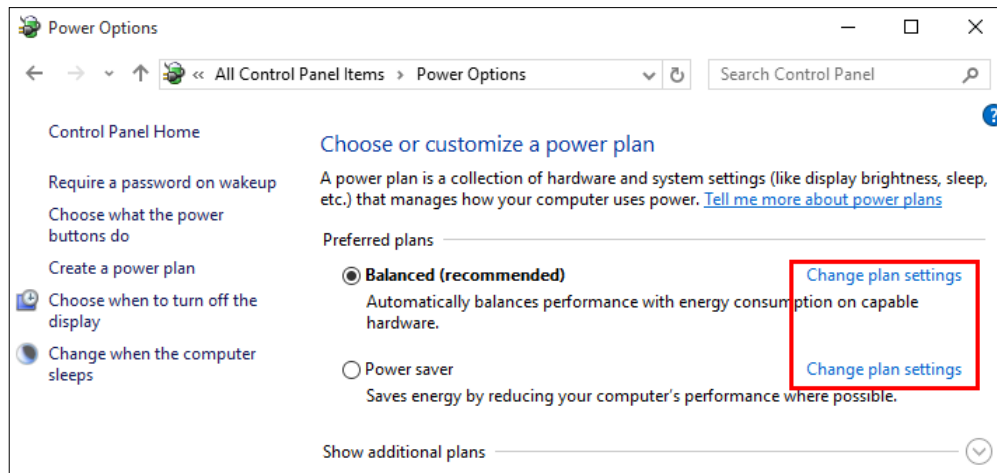 Power Options
« All Control Panel Items › Power Options
Search Control Panel
?
Control Panel Home
Require a password on wakeup
Choose what the power
buttons do
Create a power plan
Choose when to turn off the
display
Change when the computer
sleeps
Choose or customize a power plan
A power plan is a collection of hardware and system settings (like display brightness, sleep,
etc.) that manages how your computer uses power. Tell me more about power plans
Preferred plans
Balanced (recommended) Change plan settings
Automatically balances performance with energy consumption on capable
hardware.
Power saver Change plan settings
Saves energy by reducing your computer's performance where possible.
Show additional plans